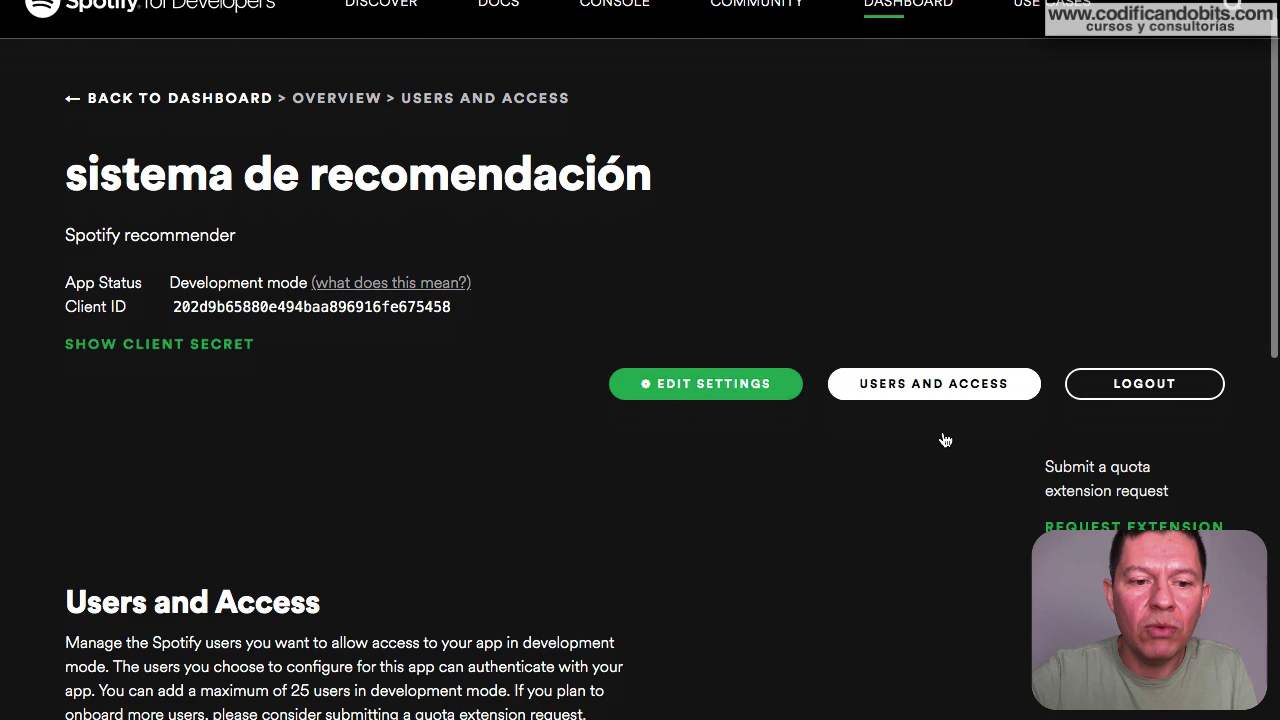 Spotify for Developers
DISCOVER
DOCS
CONSOLE
COMMUNITY
DASHBOARD
USE CASES
www.codificandobits.com
cursos y consultorías
← BACK TO DASHBOARD > OVERVIEW > USERS AND ACCESS
sistema de recomendación
Spotify recommender
App Status Development mode (what does this mean?)
Client ID 202d9b65880e494baa896916fe675458
SHOW CLIENT SECRET
EDIT SETTINGS
USERS AND ACCESS
LOGOUT
Submit a quota
extension request
REQUEST EXTENSION
Users and Access
Manage the Spotify users you want to allow access to your app in development
mode. The users you choose to configure for this app can authenticate with your
app. You can add a maximum of 25 users in development mode. If you plan to
onboard more users, please consider submitting a quota extension request.